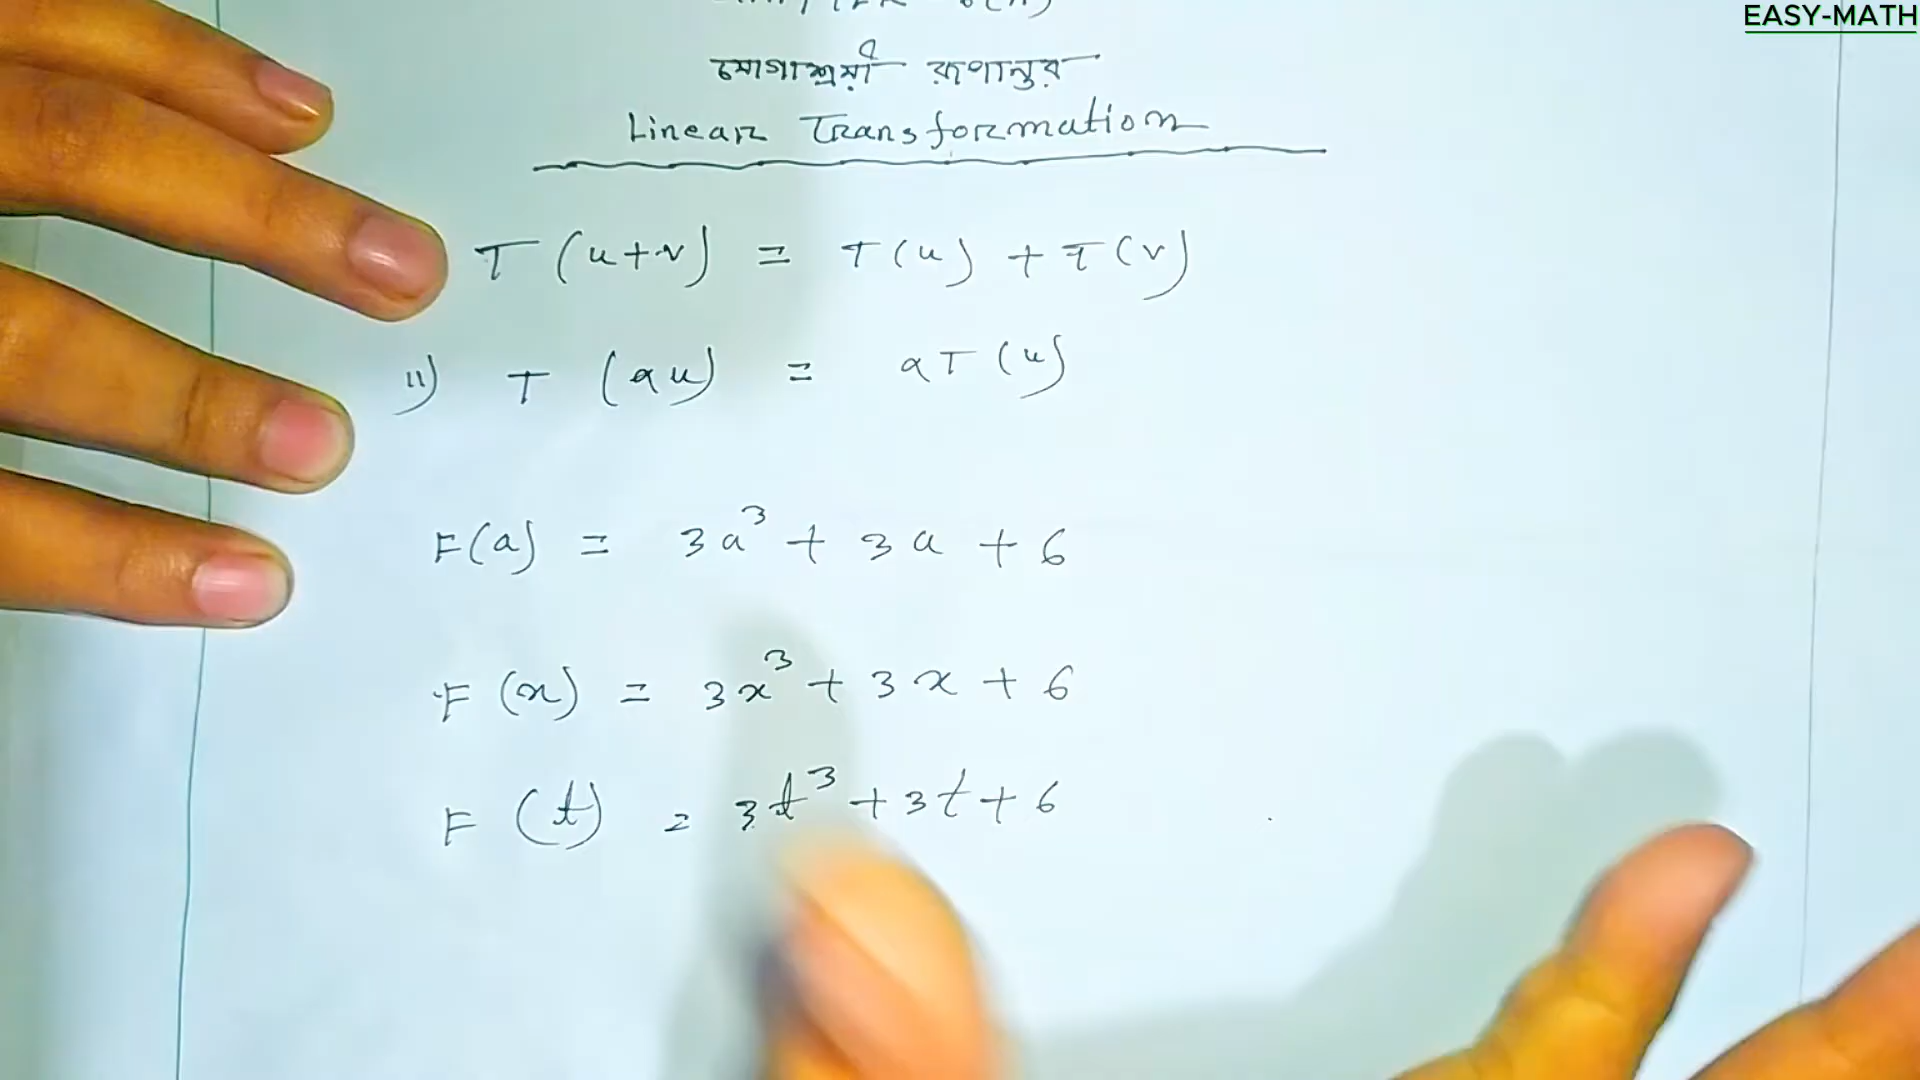 EASY-MATH
যোগাশ্রয়ী রূপান্তর
Linear Transformation
T (u+v) = T(u) + T(v)
ii) T (au) = aT(u)
F(a) = 3a³ + 3a + 6
F(x) = 3x³ + 3x + 6
F(t) = 3t³ + 3t + 6